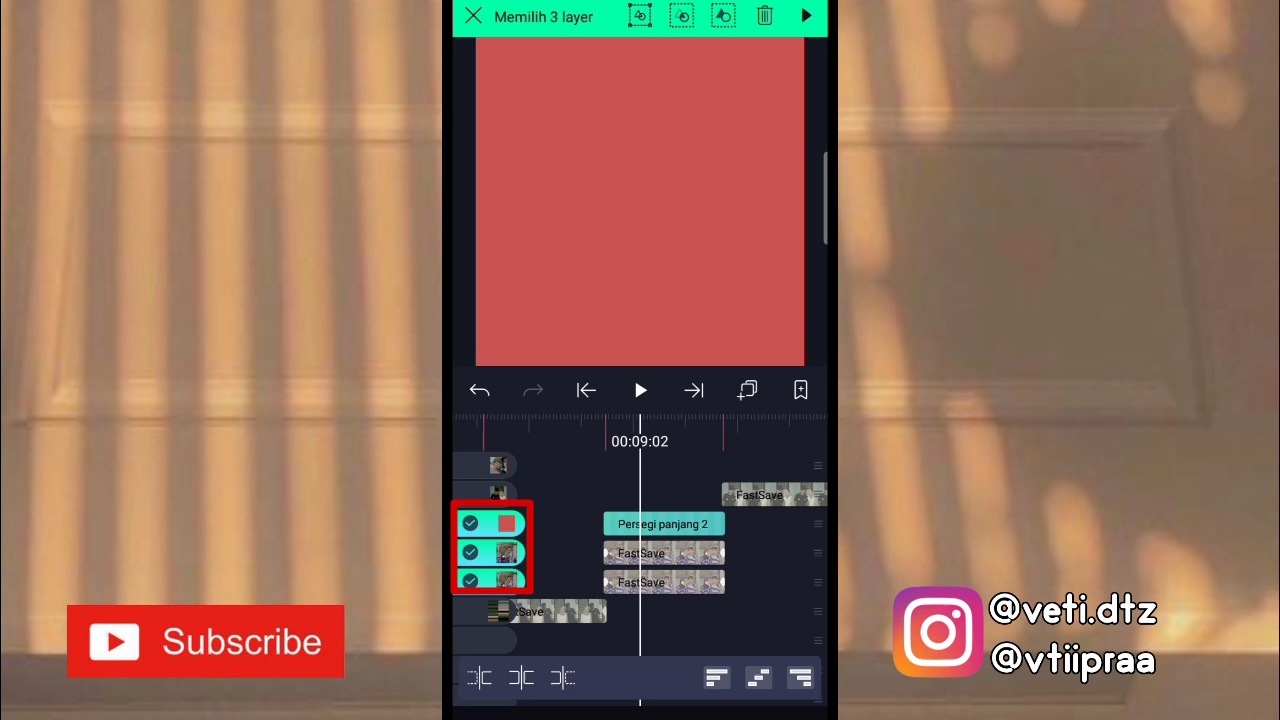 Memilih 3 layer
00:09:02
FastSave
Persegi panjang 2
FastSave
FastSave
Save
Subscribe
@veti.dtz
@vtiipraa